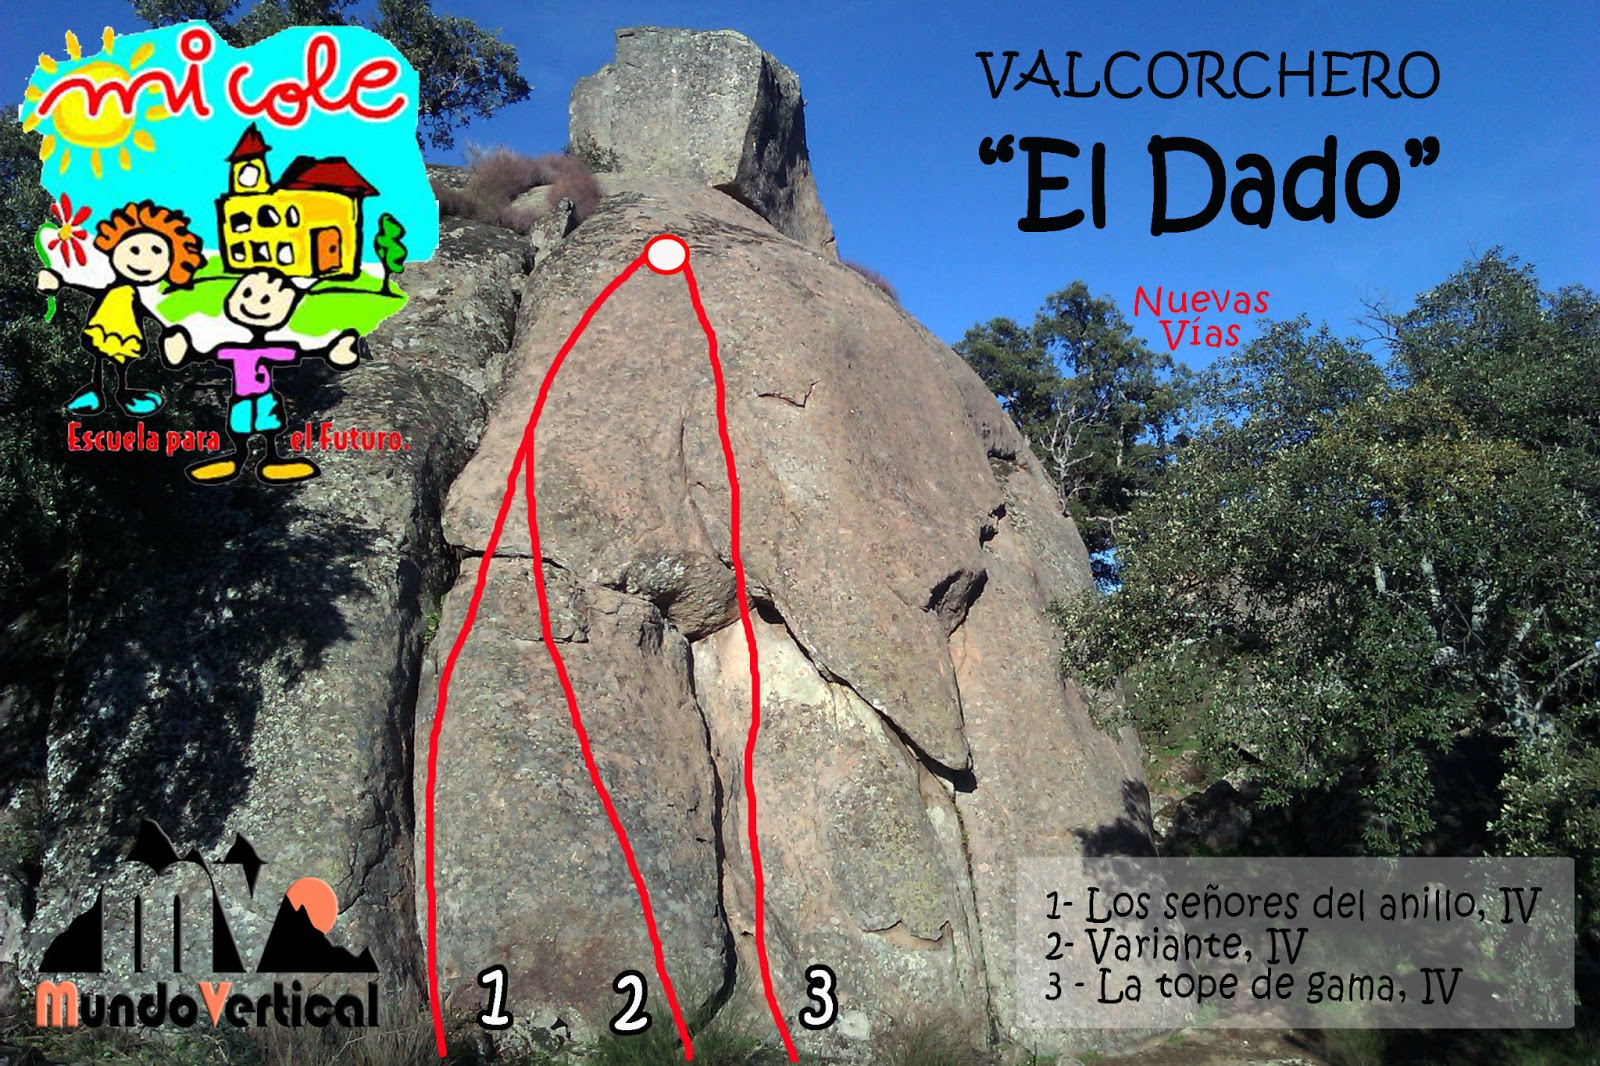 mi cole
Escuela para el Futuro.
VALCORCHERO
“El Dado”
Nuevas
Vías
1- Los señores del anillo, IV
2- Variante, IV
3 - La tope de gama, IV
1
2
3
MV
MundoVertical